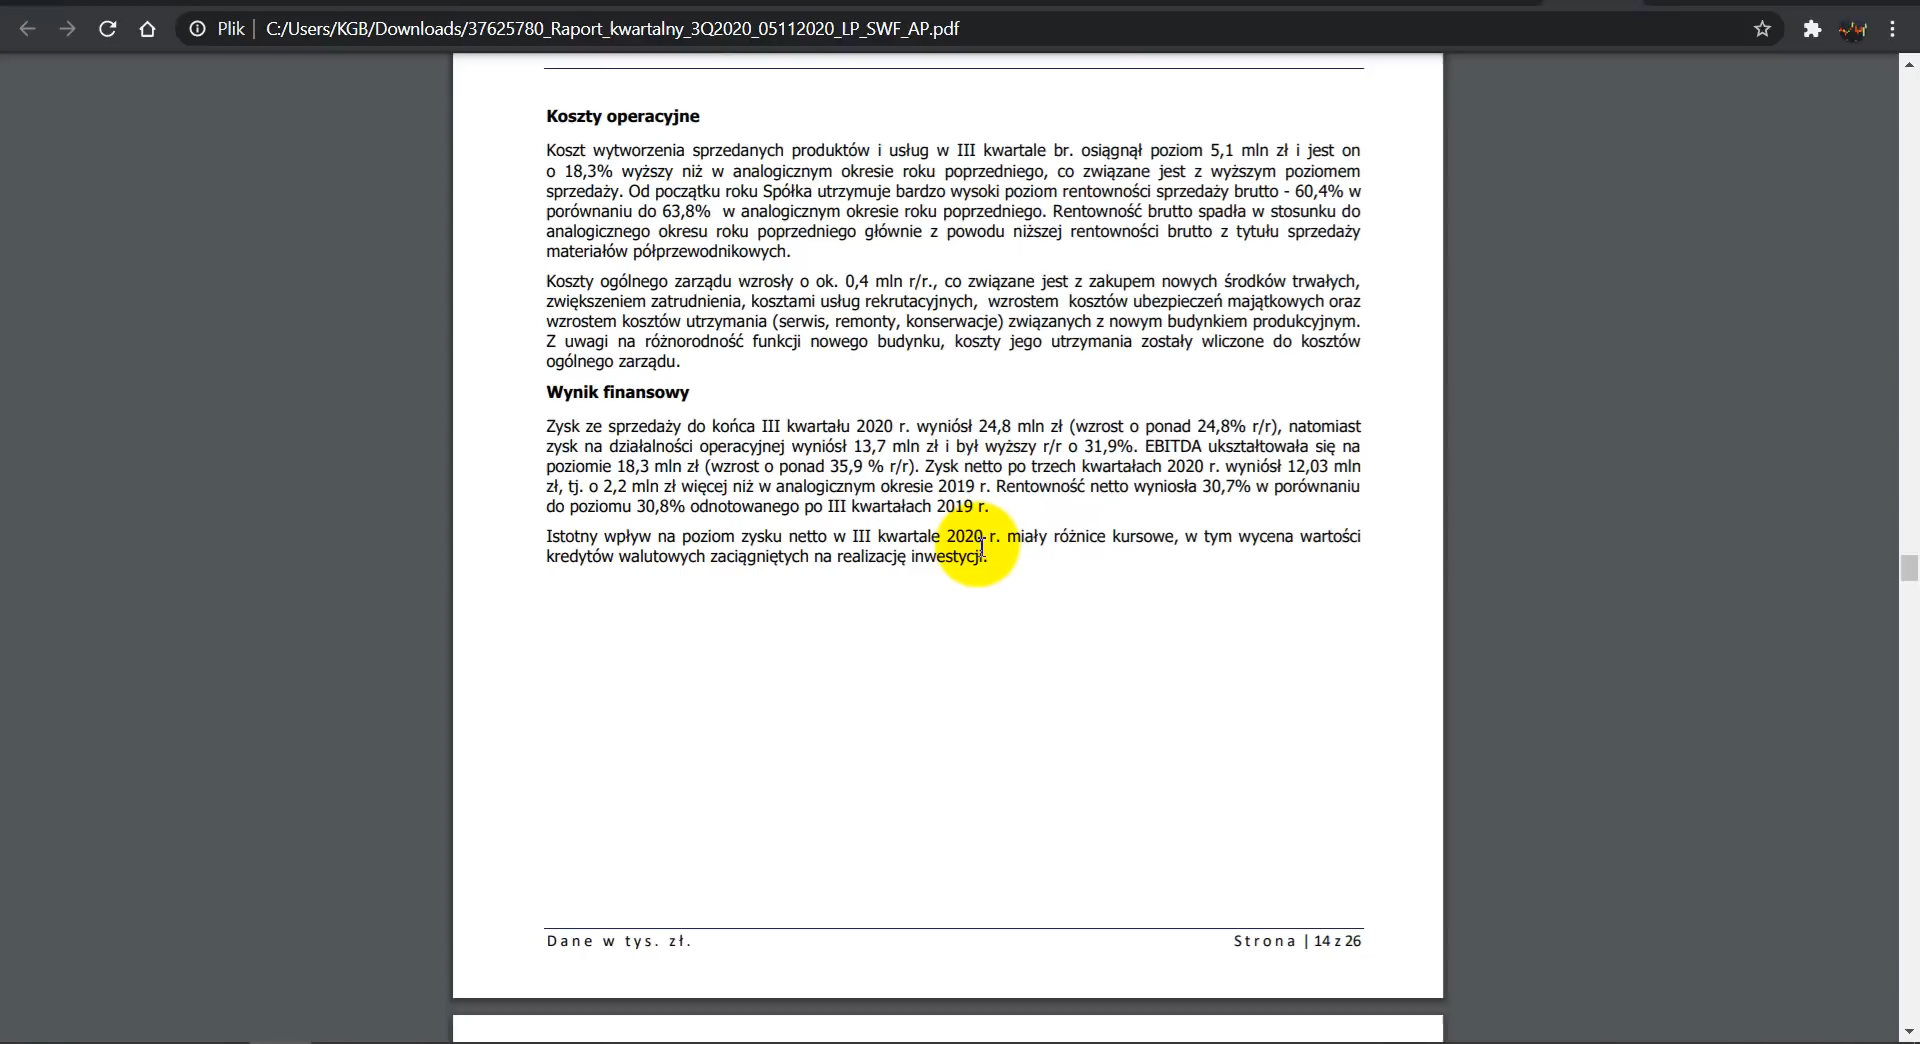 Plik
C:/Users/KGB/Downloads/37625780_Raport_kwartalny_3Q2020_05112020_LP_SWF_AP.pdf
Koszty operacyjne
Koszt wytworzenia sprzedanych produktów i usług w III kwartale br. osiągnął poziom 5,1 mln zł i jest on
o 18,3% wyższy niż w analogicznym okresie roku poprzedniego, co związane jest z wyższym poziomem
sprzedaży. Od początku roku Spółka utrzymuje bardzo wysoki poziom rentowności sprzedaży brutto - 60,4% w
porównaniu do 63,8% w analogicznym okresie roku poprzedniego. Rentowność brutto spadła w stosunku do
analogicznego okresu roku poprzedniego głównie z powodu niższej rentowności brutto z tytułu sprzedaży
materiałów półprzewodnikowych.
Koszty ogólnego zarządu wzrosły o ok. 0,4 mln r/r., co związane jest z zakupem nowych środków trwałych,
zwiększeniem zatrudnienia, kosztami usług rekrutacyjnych, wzrostem kosztów ubezpieczeń majątkowych oraz
wzrostem kosztów utrzymania (serwis, remonty, konserwacje) związanych z nowym budynkiem produkcyjnym.
Z uwagi na różnorodność funkcji nowego budynku, koszty jego utrzymania zostały wliczone do kosztów
ogólnego zarządu.
Wynik finansowy
Zysk ze sprzedaży do końca III kwartału 2020 r. wyniósł 24,8 mln zł (wzrost o ponad 24,8% r/r), natomiast
zysk na działalności operacyjnej wyniósł 13,7 mln zł i był wyższy r/r o 31,9%. EBITDA ukształtowała się na
poziomie 18,3 mln zł (wzrost o ponad 35,9 % r/r). Zysk netto po trzech kwartałach 2020 r. wyniósł 12,03 mln
zł, tj. o 2,2 mln zł więcej niż w analogicznym okresie 2019 r. Rentowność netto wyniosła 30,7% w porównaniu
do poziomu 30,8% odnotowanego po III kwartałach 2019 r.
Istotny wpływ na poziom zysku netto w III kwartale 2020 r. miały różnice kursowe, w tym wycena wartości
kredytów walutowych zaciągniętych na realizację inwestycji.
Dane w tys. zł.
Strona | 14 z 26